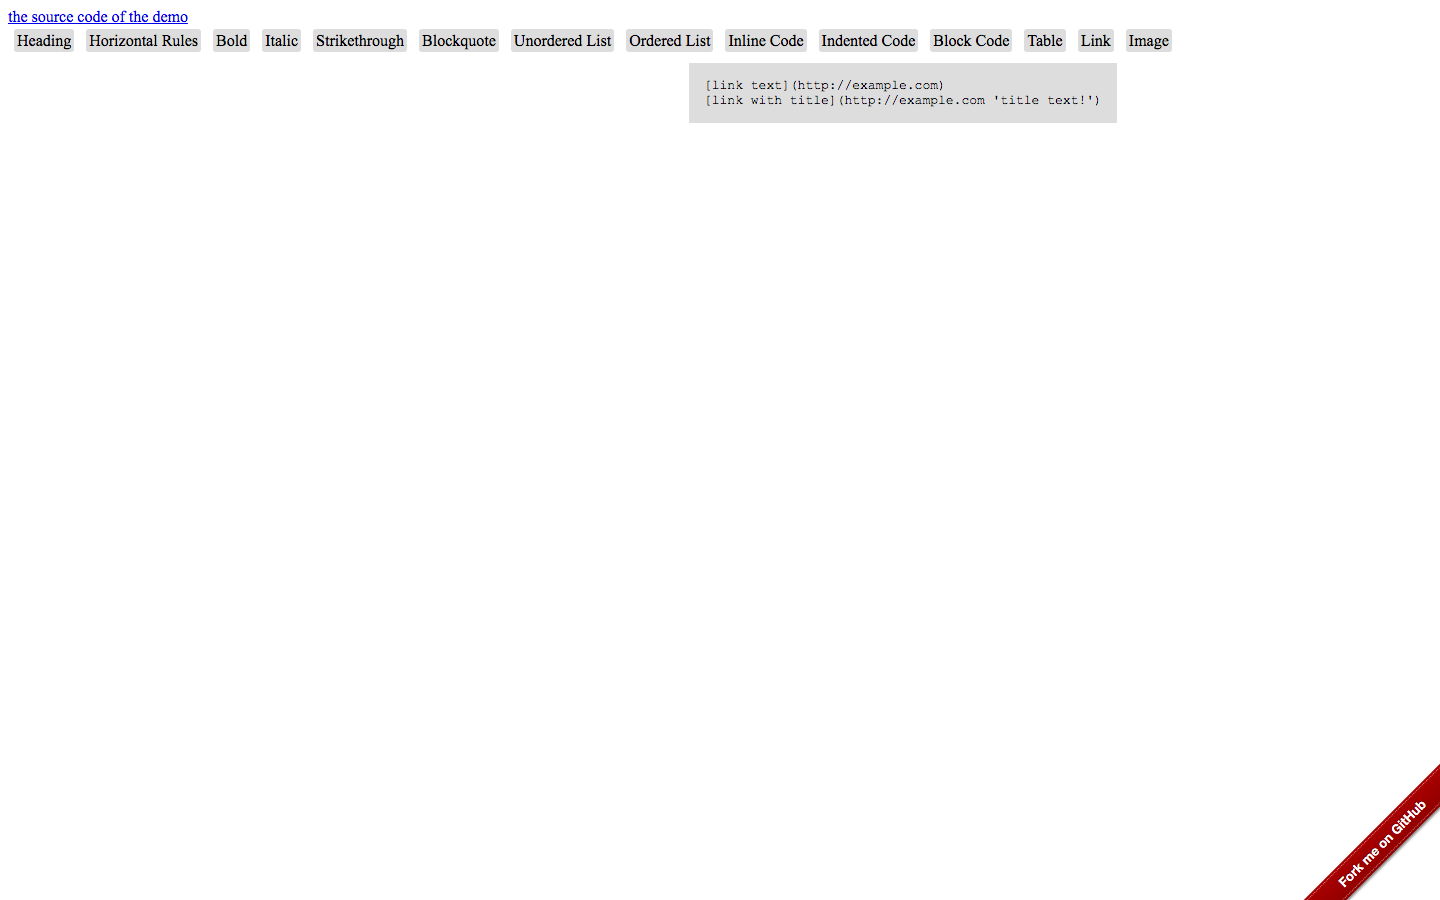 the source code of the demo
Heading Horizontal Rules Bold Italic Strikethrough Blockquote Unordered List Ordered List Inline Code Indented Code Block Code Table Link Image
[link text](http://example.com)
[link with title](http://example.com 'title text!')
Fork me on GitHub